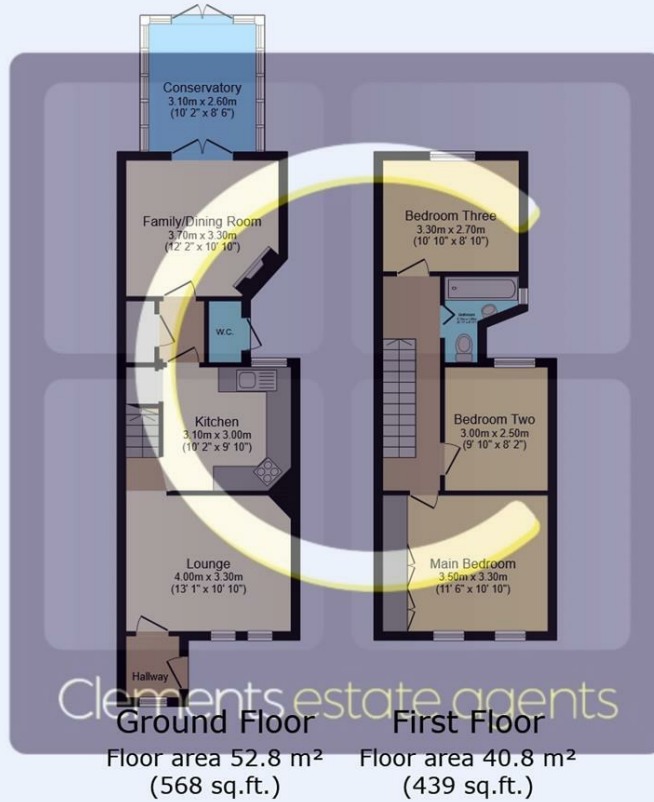 Conservatory
3.10m x 2.60m
(10' 2" x 8' 6")
Family/Dining Room
3.70m x 3.30m
(12' 2" x 10' 10")
W.C.
Kitchen
3.10m x 3.00m
(10' 2" x 9' 10")
Lounge
4.00m x 3.30m
(13' 1" x 10' 10")
Hallway
Bedroom Three
3.30m x 2.70m
(10' 10" x 8' 10")
Bathroom
Bedroom Two
3.00m x 2.50m
(9' 10" x 8' 2")
Main Bedroom
3.50m x 3.30m
(11' 6" x 10' 10")
Clements estate agents
Ground Floor
Floor area 52.8 m²
(568 sq.ft.)
First Floor
Floor area 40.8 m²
(439 sq.ft.)